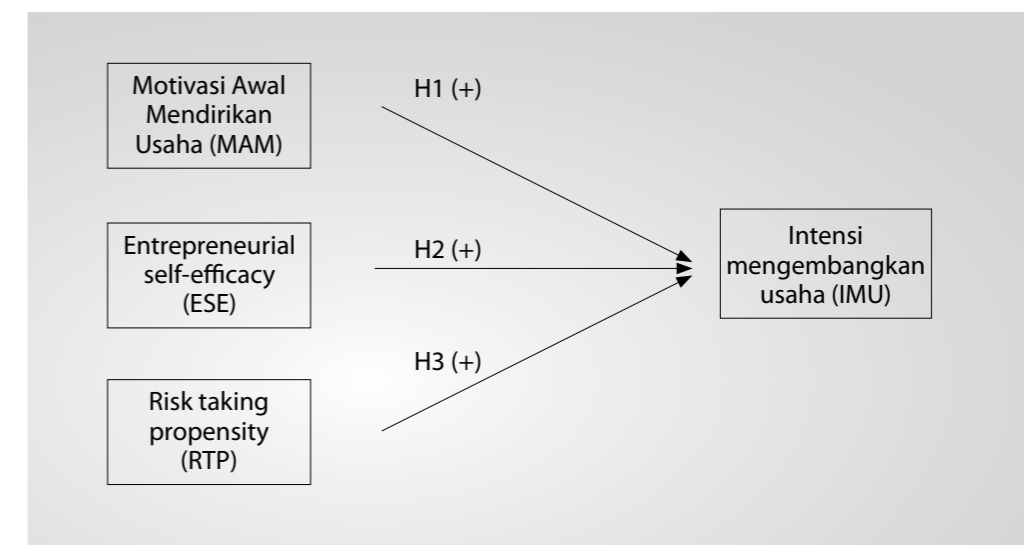 Motivasi Awal
Mendirikan
Usaha (MAM)
H1 (+)
Entrepreneurial
self-efficacy
(ESE)
H2 (+)
Risk taking
propensity
(RTP)
H3 (+)
Intensi
mengembangkan
usaha (IMU)